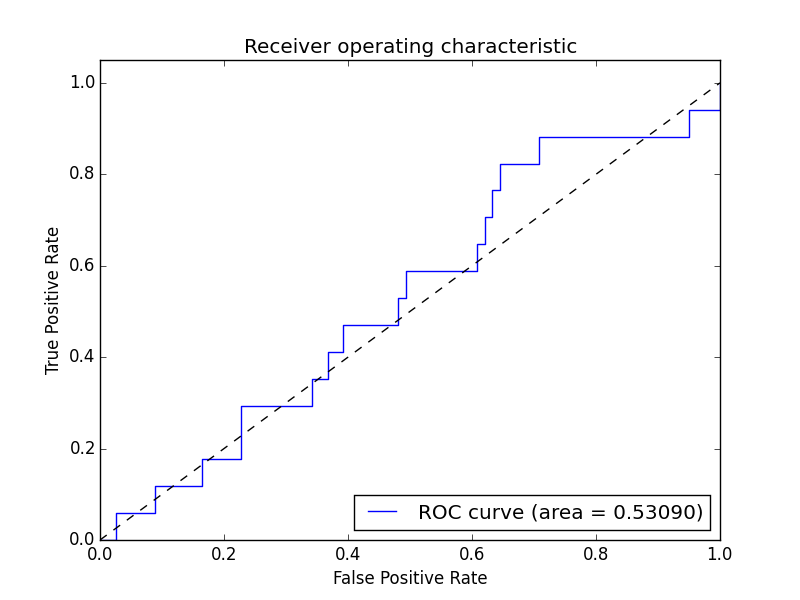 Receiver operating characteristic
True Positive Rate
1.0
0.8
0.6
0.4
0.2
0.0
ROC curve (area = 0.53090)
0.0 0.2 0.4 0.6 0.8 1.0
False Positive Rate